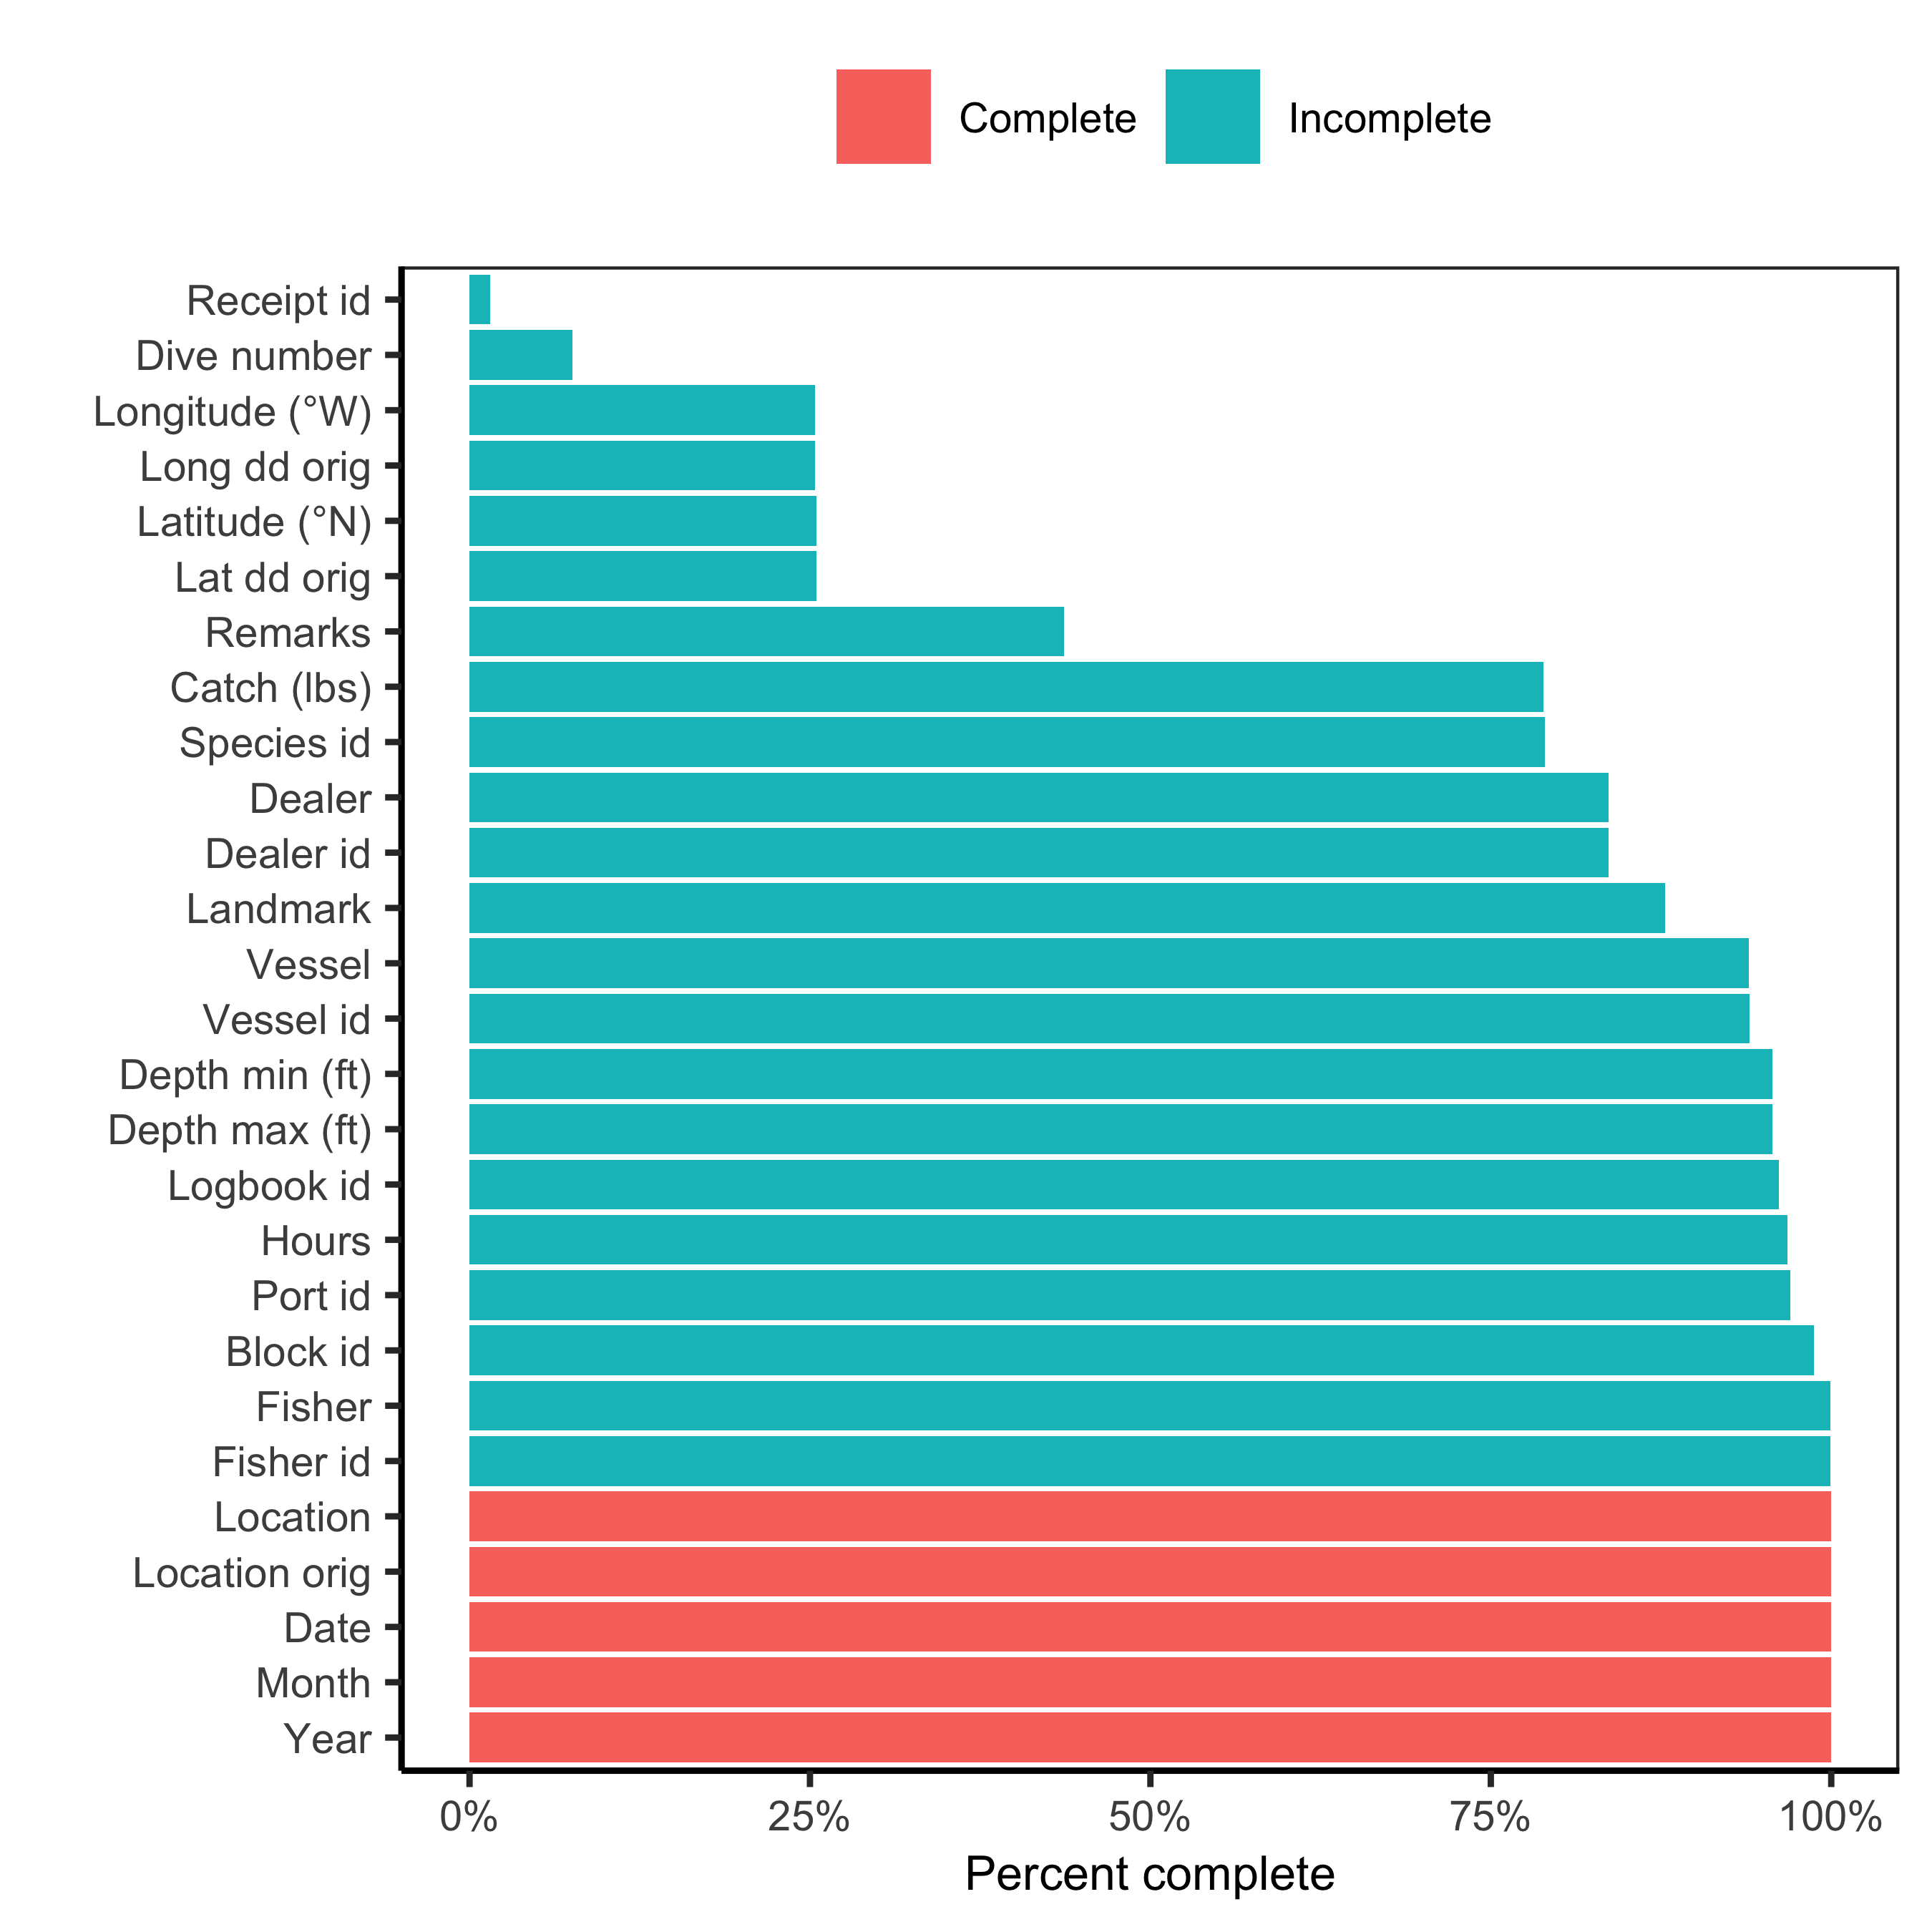 Complete Incomplete
Receipt id
Dive number
Longitude (°W)
Long dd orig
Latitude (°N)
Lat dd orig
Remarks
Catch (lbs)
Species id
Dealer
Dealer id
Landmark
Vessel
Vessel id
Depth min (ft)
Depth max (ft)
Logbook id
Hours
Port id
Block id
Fisher
Fisher id
Location
Location orig
Date
Month
Year
0% 25% 50% 75% 100%
Percent complete